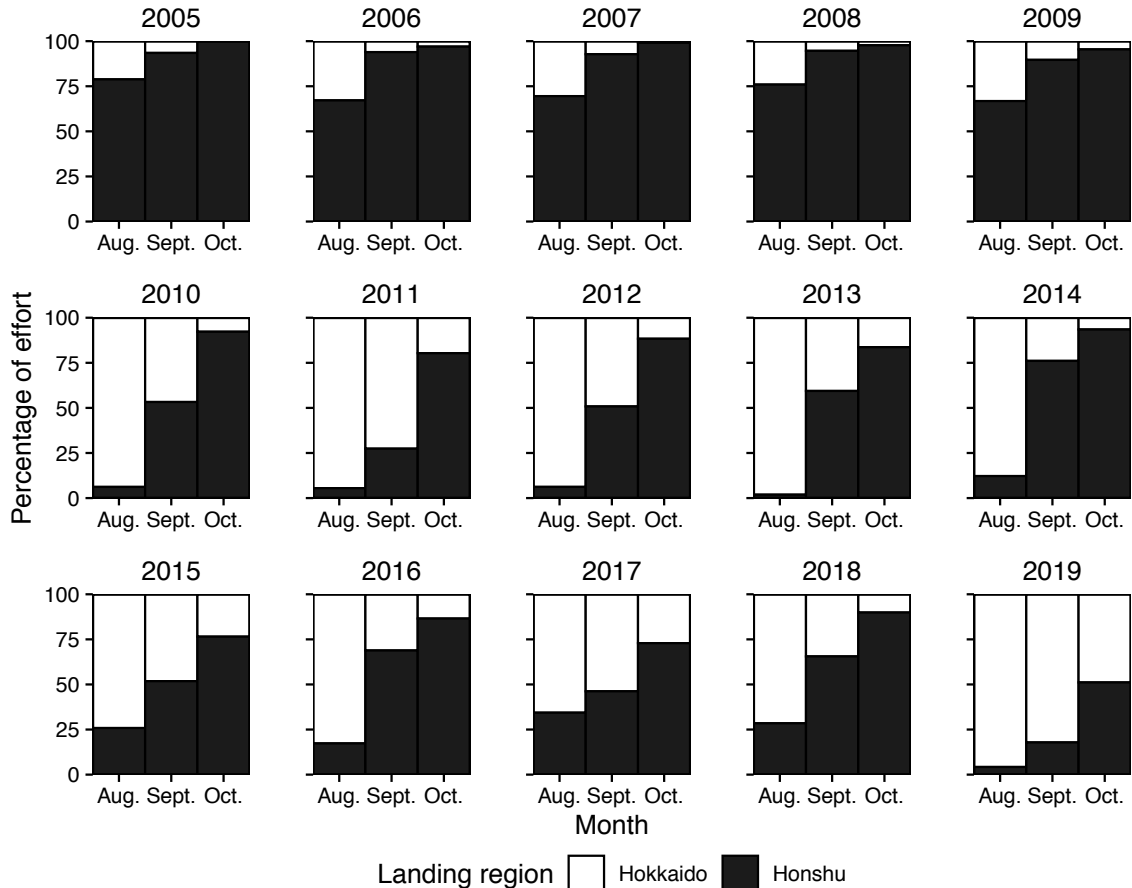 2005 2006 2007 2008 2009
100
75
50
25
0
Aug. Sept. Oct. Aug. Sept. Oct. Aug. Sept. Oct. Aug. Sept. Oct. Aug. Sept. Oct.
Percentage of effort
2010 2011 2012 2013 2014
100
75
50
25
0
Aug. Sept. Oct. Aug. Sept. Oct. Aug. Sept. Oct. Aug. Sept. Oct. Aug. Sept. Oct.
2015 2016 2017 2018 2019
100
75
50
25
0
Aug. Sept. Oct. Aug. Sept. Oct. Aug. Sept. Oct. Aug. Sept. Oct. Aug. Sept. Oct.
Month
Landing region Hokkaido Honshu